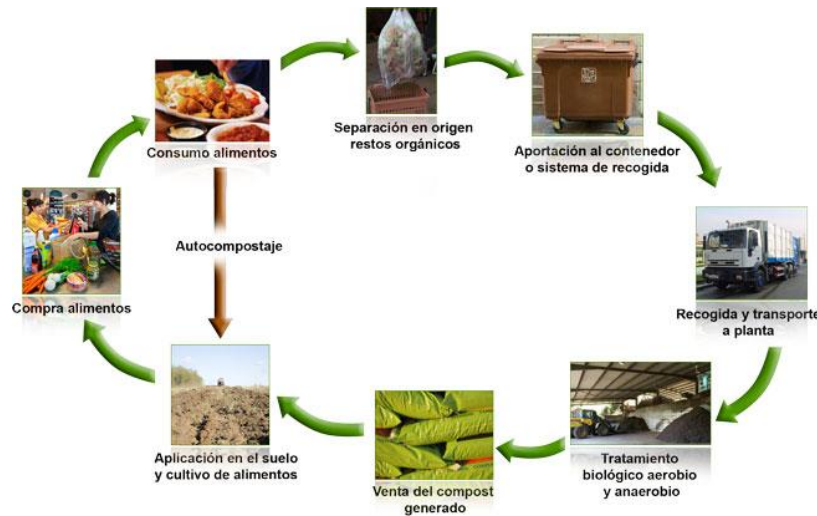 Consumo alimentos
Separación en origen
restos orgánicos
Aportación al contenedor
o sistema de recogida
Recogida y transporte
a planta
Tratamiento
biológico aerobio
y anaerobio
Venta del compost
generado
Aplicación en el suelo
y cultivo de alimentos
Compra alimentos
Autocompostaje